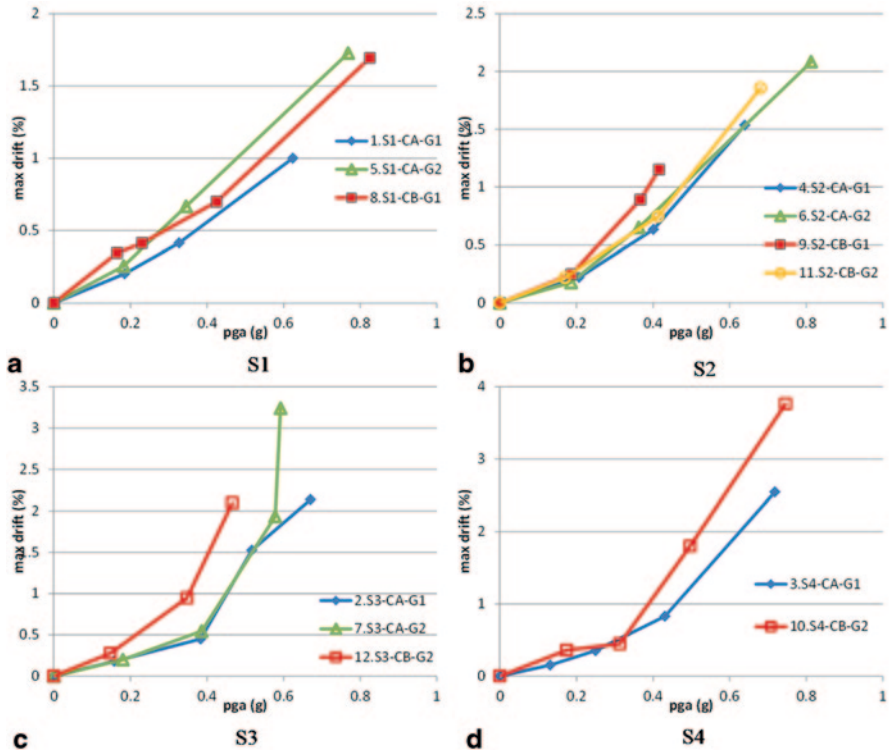 2
1.5
1
0.5
0
max drift (%)
0 0.2 0.4 0.6 0.8 1
pga (g)
1.S1-CA-G1
5.S1-CA-G2
8.S1-CB-G1
a
S1
2.5
2
1.5
1
0.5
0
max drift (%)
0 0.2 0.4 0.6 0.8 1
pga (g)
4.S2-CA-G1
6.S2-CA-G2
9.S2-CB-G1
11.S2-CB-G2
b
S2
3.5
3
2.5
2
1.5
1
0.5
0
max drift (%)
0 0.2 0.4 0.6 0.8 1
pga (g)
2.S3-CA-G1
7.S3-CA-G2
12.S3-CB-G2
c
S3
4
3
2
1
0
max drift (%)
0 0.2 0.4 0.6 0.8 1
pga (g)
3.S4-CA-G1
10.S4-CB-G2
d
S4